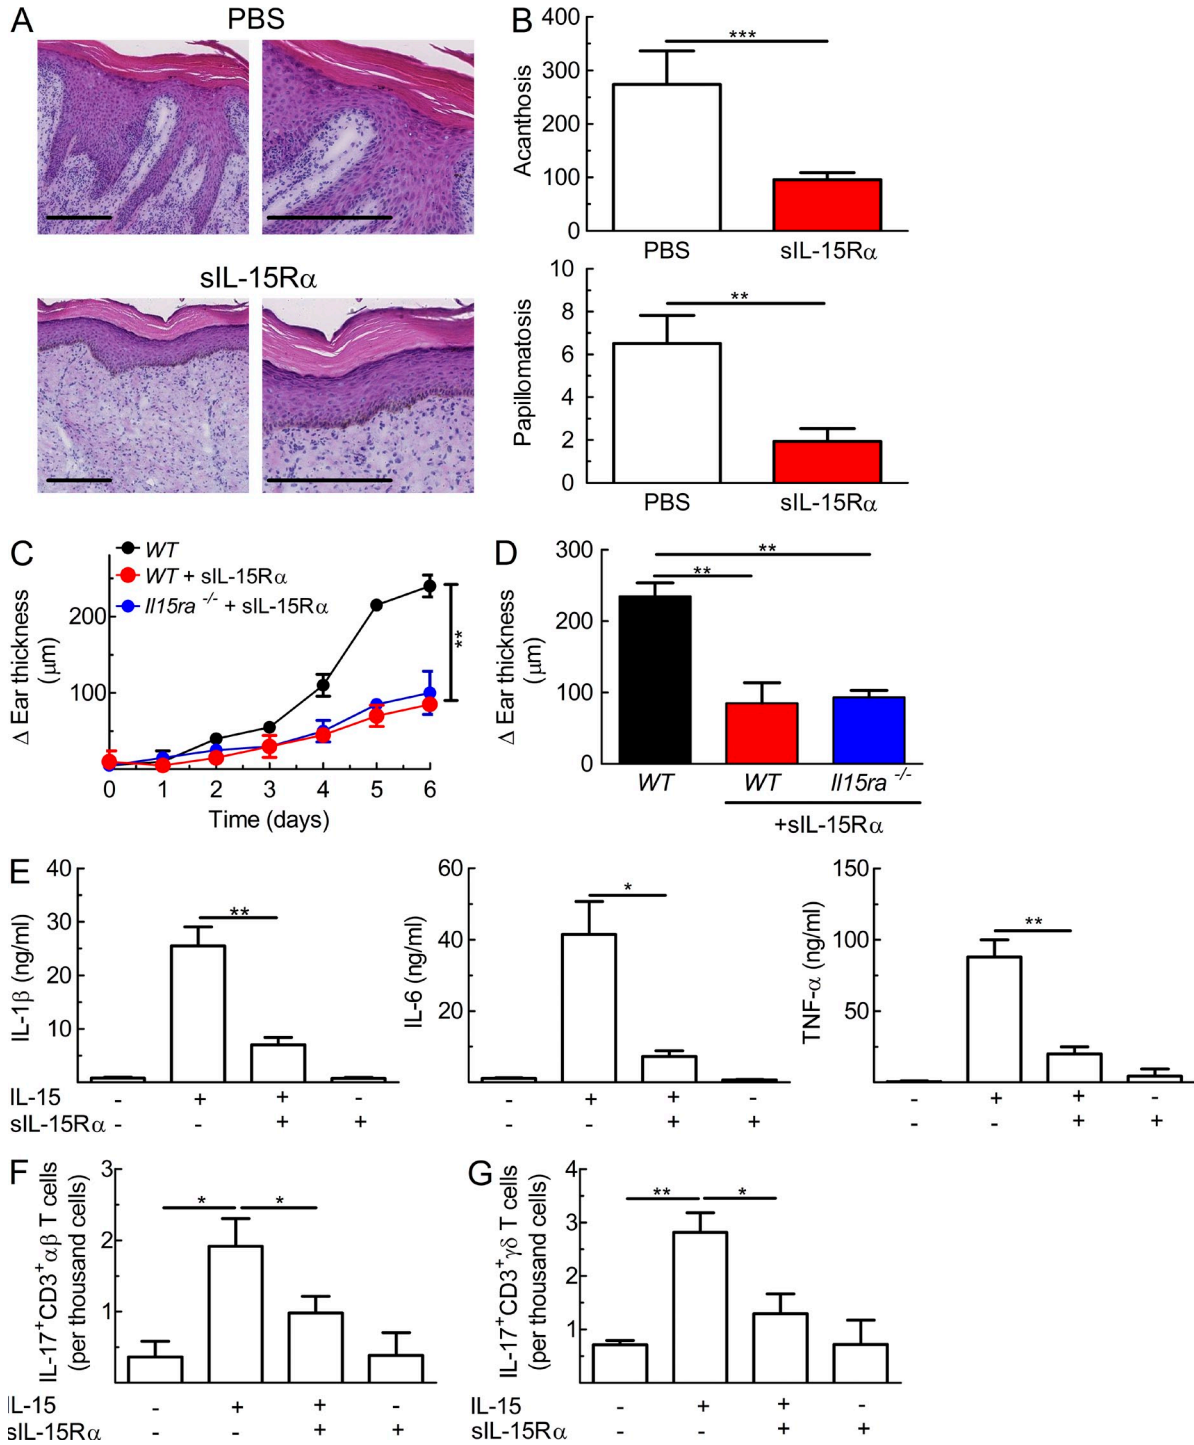 A
PBS
sIL-15Rα
B
Acanthosis
400
300
200
100
0
***
PBS
sIL-15Rα
Papillomatosis
10
8
6
4
2
0
**
PBS
sIL-15Rα
C
WT
WT + sIL-15Rα
Il15ra -/- + sIL-15Rα
Δ Ear thickness
(μm)
200
100
**
0 1 2 3 4 5 6
Time (days)
D
Δ Ear thickness
(μm)
300
200
100
0
**
**
WT WT Il15ra -/-
+sIL-15Rα
E
IL-1β (ng/ml)
40
30
20
10
**
IL-6 (ng/ml)
60
40
20
*
TNF-α (ng/ml)
150
100
50
**
IL-15 - + + - - + + - - + + -
sIL-15Rα - - + + - - + + - - + +
F
IL-17+CD3+αβ T cells
(per thousand cells)
3
2
1
* *
IL-15 - + + -
sIL-15Rα - - + +
G
IL-17+CD3+γδ T cells
(per thousand cells)
4
3
2
1
** *
IL-15 - + + -
sIL-15Rα - - + +